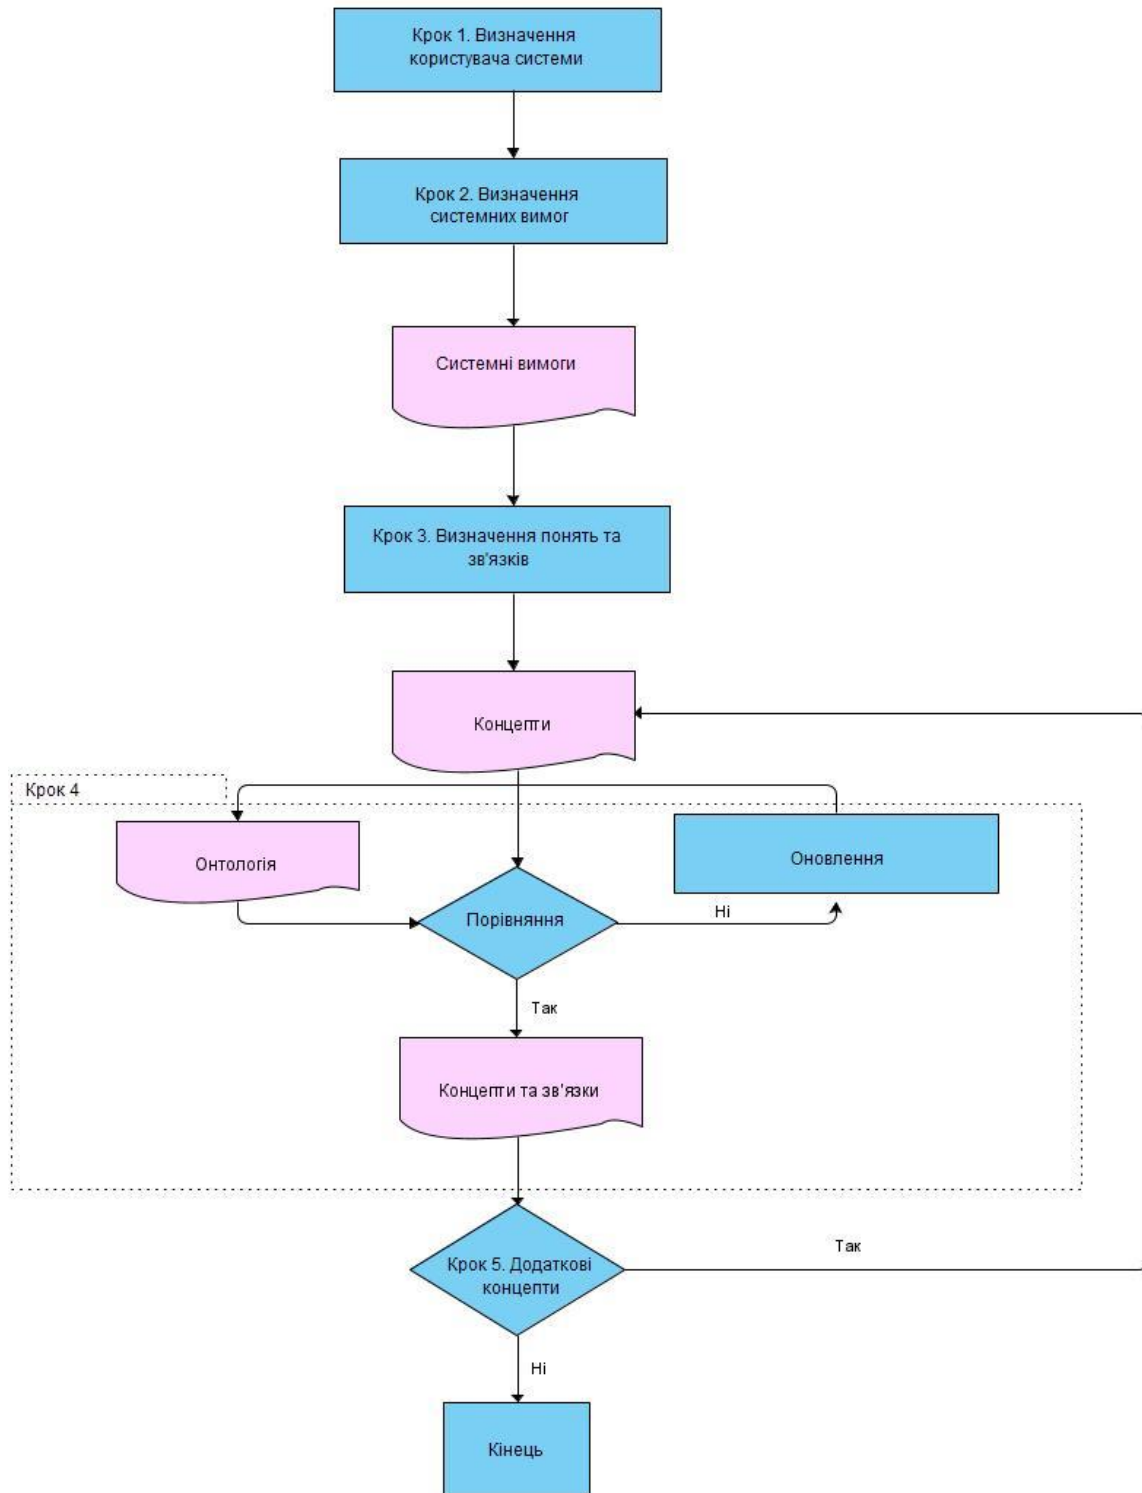 Крок 1. Визначення
користувача системи
Крок 2. Визначення
системних вимог
Системні вимоги
Крок 3. Визначення понять та
зв'язків
Концепти
Крок 4
Онтологія
Оновлення
Порівняння
Ні
Так
Концепти та зв'язки
Крок 5. Додаткові
концепти
Так
Ні
Кінець